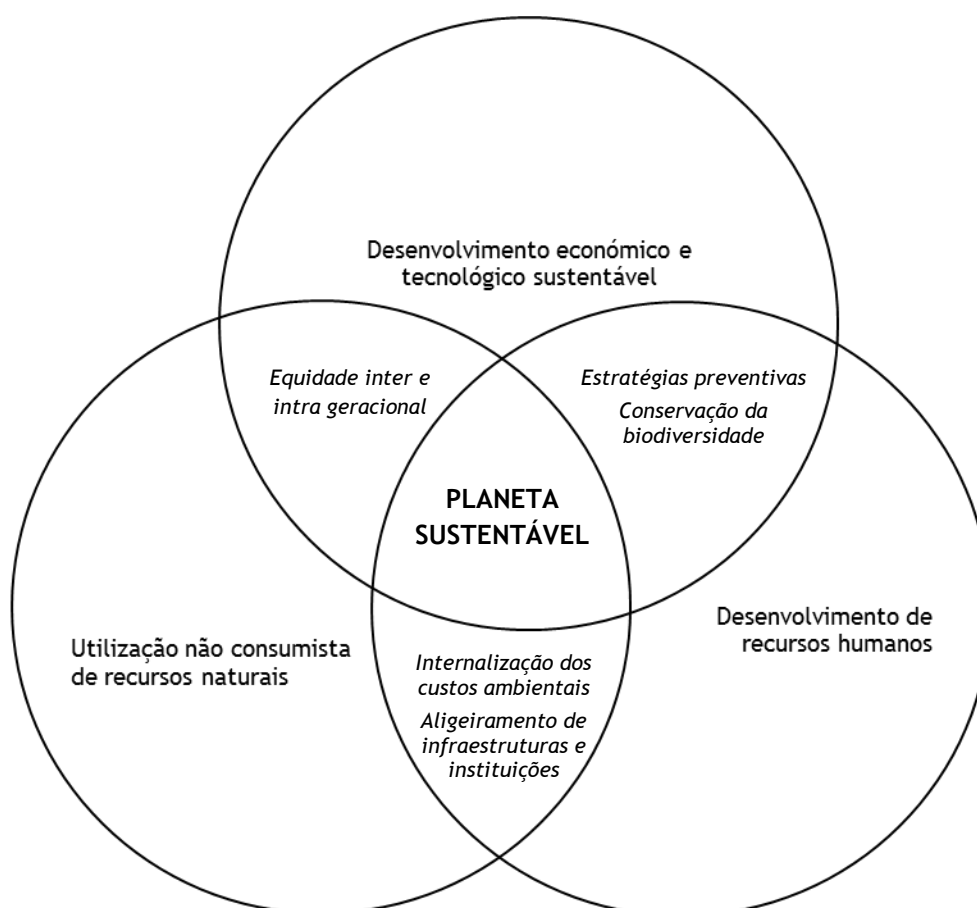 Desenvolvimento económico e
tecnológico sustentável
Equidade inter e
intra geracional
Estratégias preventivas
Conservação da
biodiversidade
PLANETA
SUSTENTÁVEL
Utilização não consumista
de recursos naturais
Desenvolvimento de
recursos humanos
Internalização dos
custos ambientais
Aligeiramento de
infraestruturas e
instituições